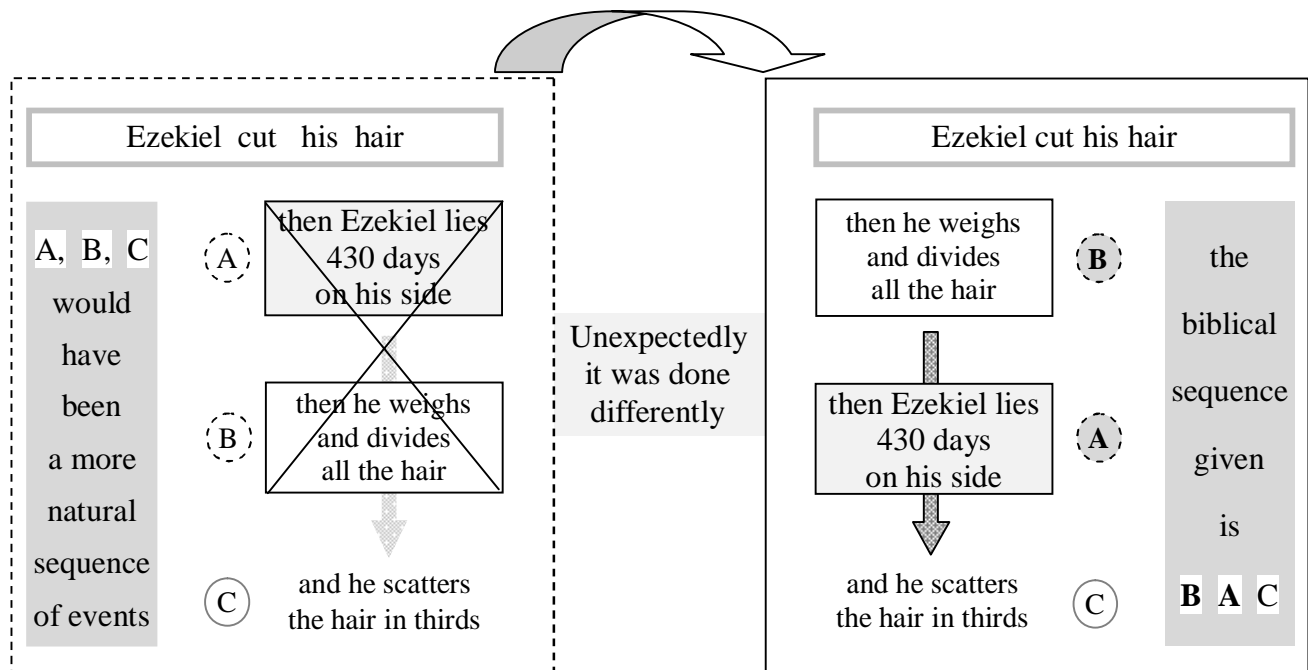 Ezekiel cut his hair
A, B, C
would
have
been
a more
natural
sequence
of events
A
then Ezekiel lies
430 days
on his side
B
then he weighs
and divides
all the hair
C
and he scatters
the hair in thirds
Unexpectedly
it was done
differently
Ezekiel cut his hair
then he weighs
and divides
all the hair
B
then Ezekiel lies
430 days
on his side
A
and he scatters
the hair in thirds
C
the
biblical
sequence
given
is
B A C